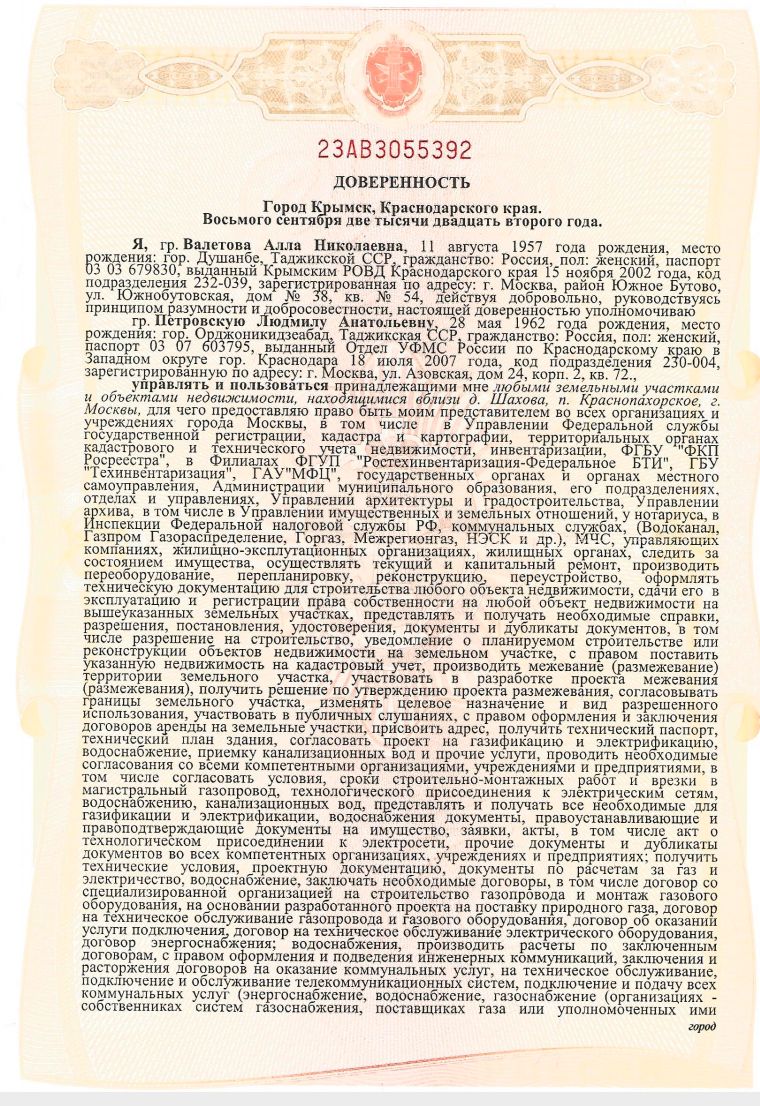 23АВ3055392
ДОВЕРЕННОСТЬ
Город Крымск, Краснодарского края.
Восьмого сентября две тысячи двадцать второго года.
Я, гр. Валетова Алла Николаевна, 11 августа 1957 года рождения, место
рождения: гор. Душанбе, Таджикской ССР, гражданство: Россия, пол: женский, паспорт
03 03 679830, выданный Крымским РОВД Краснодарского края 15 ноября 2002 года, код
подразделения 232-039, зарегистрированная по адресу: г. Москва, район Южное Бутово,
ул. Южнобутовская, дом № 38, кв. № 54, действуя добровольно, руководствуясь
принципом разумности и добросовестности, настоящей доверенностью уполномочиваю
гр. Петровскую Людмилу Анатольевну, 28 мая 1962 года рождения, место
рождения: гор. Орджоникидзеабад, Таджикская ССР, гражданство: Россия, пол: женский,
паспорт 03 07 603795, выданный Отдел УФМС России по Краснодарскому краю в
Западном округе гор. Краснодара 18 июля 2007 года, код подразделения 230-004,
зарегистрированную по адресу: г. Москва, ул. Азовская, дом 24, корп. 2, кв. 72.,
управлять и пользоваться принадлежащими мне любыми земельными участками
и объектами недвижимости, находящимися вблизи д. Шахова, п. Краснопахорское, г.
Москвы, для чего предоставляю право быть моим представителем во всех организациях и
учреждениях города Москвы, в том числе в Управлении Федеральной службы
государственной регистрации, кадастра и картографии, территориальных органах
кадастрового и технического учета недвижимости, инвентаризации, ФГБУ "ФКП
Росреестра", в Филиалах ФГУП "Ростехинвентаризация-Федеральное БТИ", ГБУ
"Техинвентаризация", ГАУ"МФЦ", государственных органах и органах местного
самоуправления, Администрации муниципального образования, его подразделениях,
отделах и управлениях, Управлении архитектуры и градостроительства, Управлении
архива, в том числе в Управлении имущественных и земельных отношений, у нотариуса, в
Инспекции Федеральной налоговой службы РФ, коммунальных службах, (Водоканал,
Газпром Газораспределение, Горгаз, Межрегионгаз, НЭСК и др.), МЧС, управляющих
компаниях, жилищно-эксплутационных организациях, жилищных органах, следить за
состоянием имущества, осуществлять текущий и капитальный ремонт, производить
переоборудование, перепланировку, реконструкцию, переустройство, оформлять
техническую документацию для строительства любого объекта недвижимости, сдачи его в
эксплуатацию и регистрации права собственности на любой объект недвижимости на
вышеуказанных земельных участках, представлять и получать необходимые справки,
разрешения, постановления, удостоверения, документы и дубликаты документов, в том
числе разрешение на строительство, уведомление о планируемом строительстве или
реконструкции объектов недвижимости на земельном участке, с правом поставить
указанную недвижимость на кадастровый учет, производить межевание (размежевание)
территории земельного участка, участвовать в разработке проекта межевания
(размежевания), получить решение по утверждению проекта размежевания, согласовывать
границы земельного участка, изменять целевое назначение и вид разрешенного
использования, участвовать в публичных слушаниях, с правом оформления и заключения
договоров аренды на земельные участки, присвоить адрес, получить технический паспорт,
технический план здания, согласовать проект на газификацию и электрификацию,
водоснабжение, приемку канализационных вод и прочие услуги, проводить необходимые
согласования со всеми компетентными организациями, учреждениями и предприятиями, в
том числе согласовать условия, сроки строительно-монтажных работ и врезки в
магистральный газопровод, технологического присоединения к электрическим сетям,
водоснабжению, канализационных вод, представлять и получать все необходимые для
газификации и электрификации, водоснабжения документы, правоустанавливающие и
правоподтверждающие документы на имущество, заявки, акты, в том числе акт о
технологическом присоединении к электросети, прочие документы и дубликаты
документов во всех компетентных организациях, учреждениях и предприятиях; получить
технические условия, проектную документацию, документы по расчетам за газ и
электричество, водоснабжение, заключать необходимые договоры, в том числе договор со
специализированной организацией на строительство газопровода и монтаж газового
оборудования, на основании разработанного проекта на поставку природного газа, договор
на техническое обслуживание газопровода и газового оборудования, договор об оказаний
услуги подключения, договор на техническое обслуживание электрического оборудования,
договор энергоснабжения; водоснабжения, производить расчеты по заключенным
договорам, с правом оформления и подведения инженерных коммуникаций, заключения и
расторжения договоров на оказание коммунальных услуг, на техническое обслуживание,
подключение и обслуживание телекоммуникационных систем, подключение и подачу всех
коммунальных услуг (энергоснабжение, водоснабжение, газоснабжение (организациях -
собственниках систем газоснабжения, поставщиках газа или уполномоченных ими
город